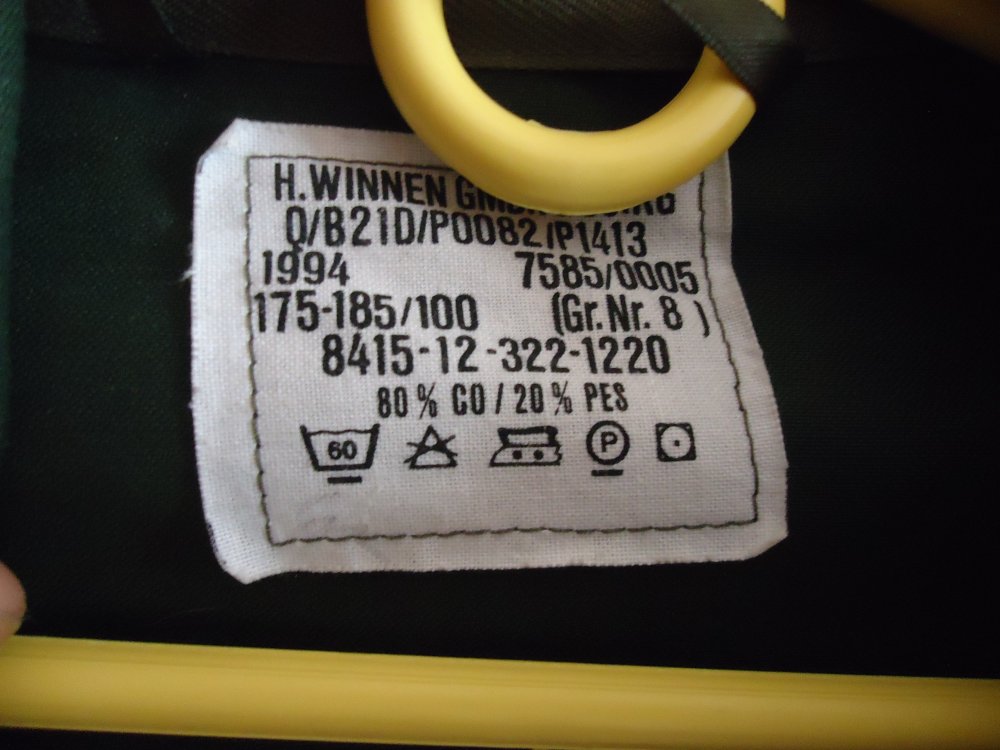 H. WINNEN
Q/B21D/P0082/P1413
1994 7585/0005
175-185/100 (Gr. Nr. 8 )
8415-12-322-1220
80 % CO / 20 % PES
60
P